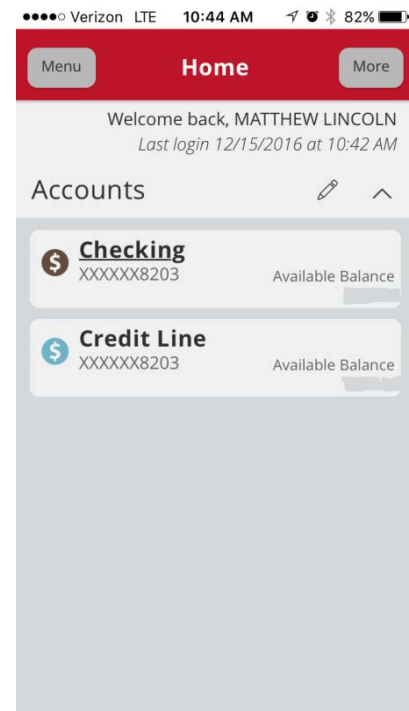 Verizon LTE 10:44 AM 82%
Menu Home More
Welcome back, MATTHEW LINCOLN
Last login 12/15/2016 at 10:42 AM
Accounts
$ Checking
XXXXXX8203
Available Balance
$ Credit Line
XXXXXX8203
Available Balance